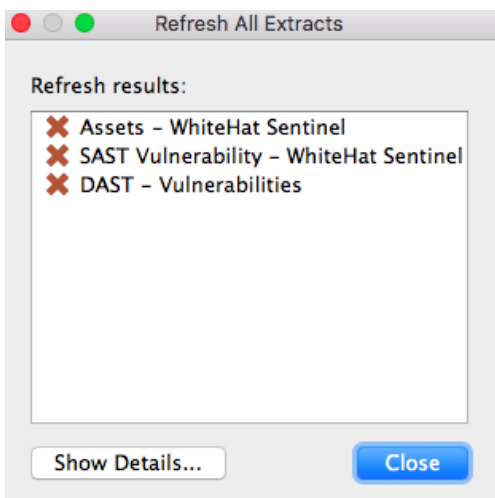 Refresh All Extracts
Refresh results:
Assets – WhiteHat Sentinel
SAST Vulnerability – WhiteHat Sentinel
DAST – Vulnerabilities
Show Details...
Close